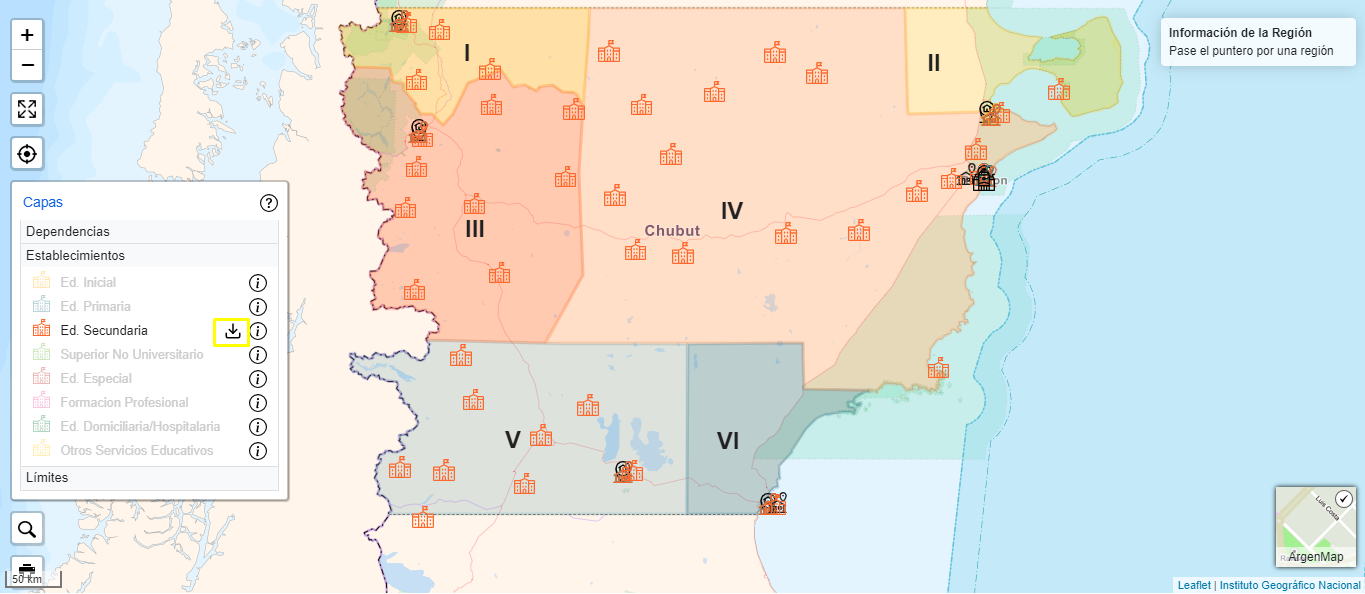 +
−
Información de la Región
Pase el puntero por una región
I
II
III
IV
Chubut
V
VI
Capas
?
Dependencias
Establecimientos
Ed. Inicial
i
Ed. Primaria
i
Ed. Secundaria
i
Superior No Universitario
i
Ed. Especial
i
Formacion Profesional
i
Ed. Domiciliaria/Hospitalaria
i
Otros Servicios Educativos
i
Límites
50 km
Luis Costa
ArgenMap
Leaflet | Instituto Geográfico Nacional